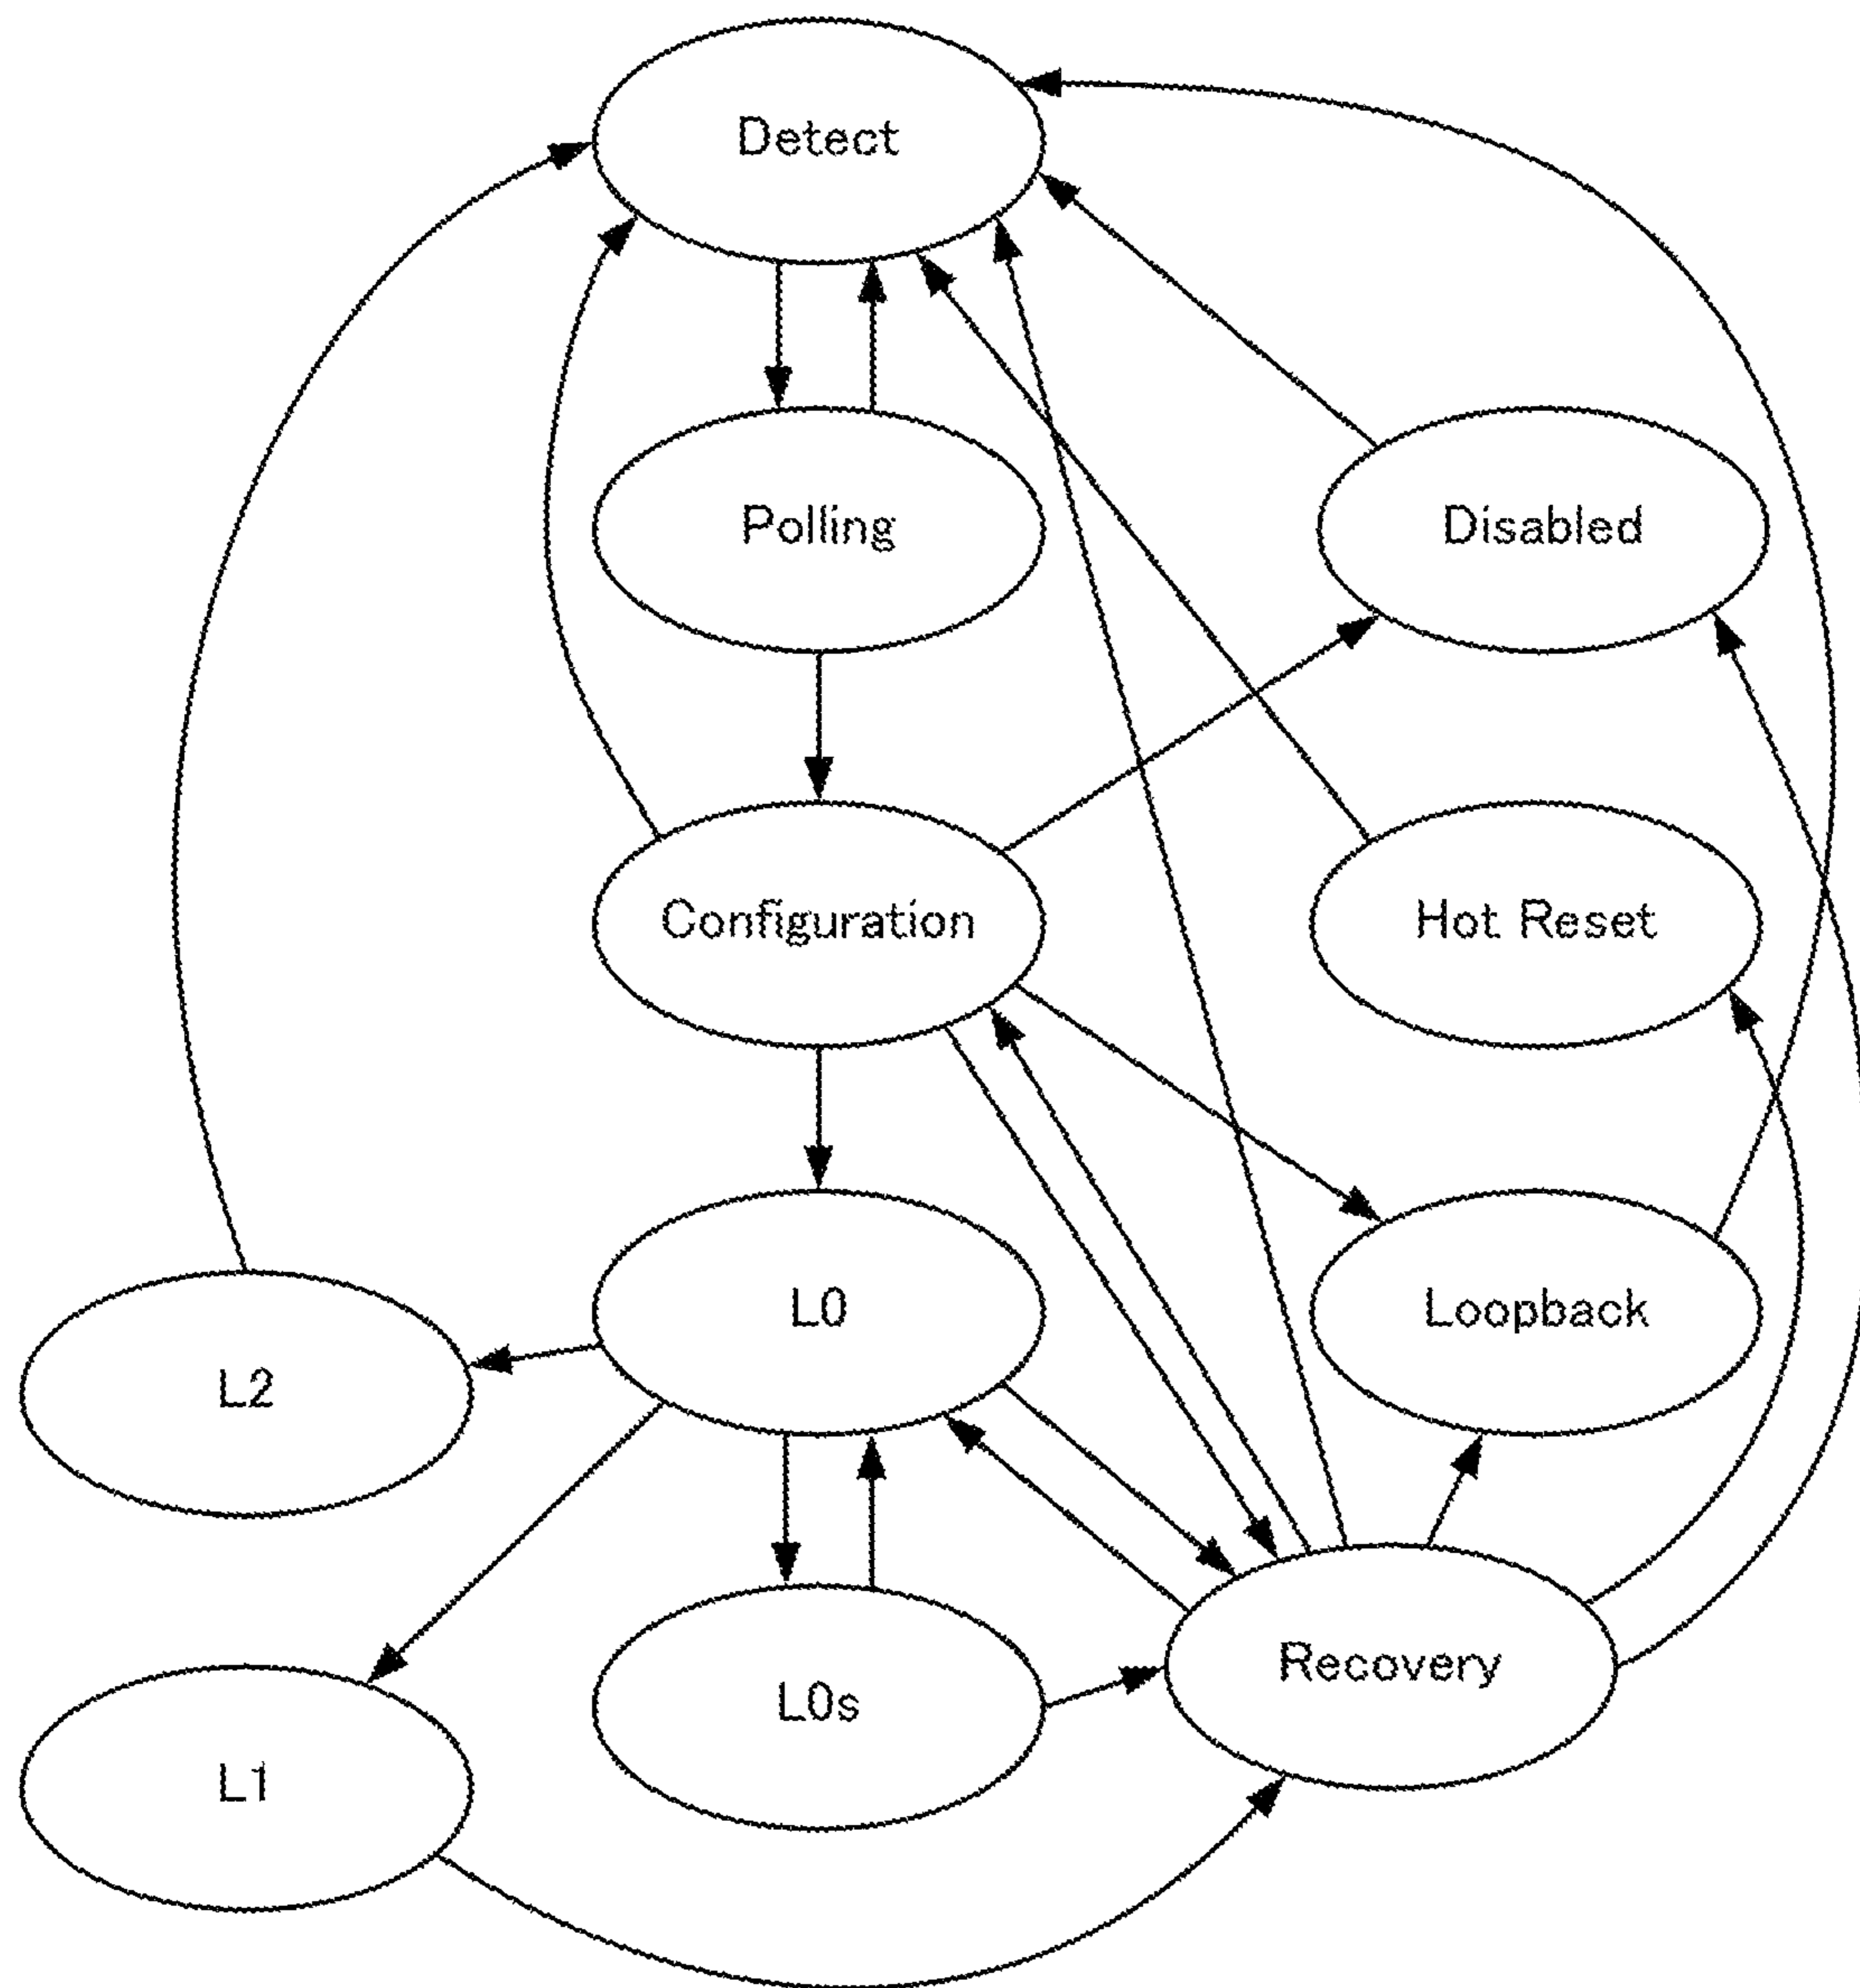 Detect
Polling
Disabled
Configuration
Hot Reset
L0
Loopback
L2
L0s
Recovery
L1